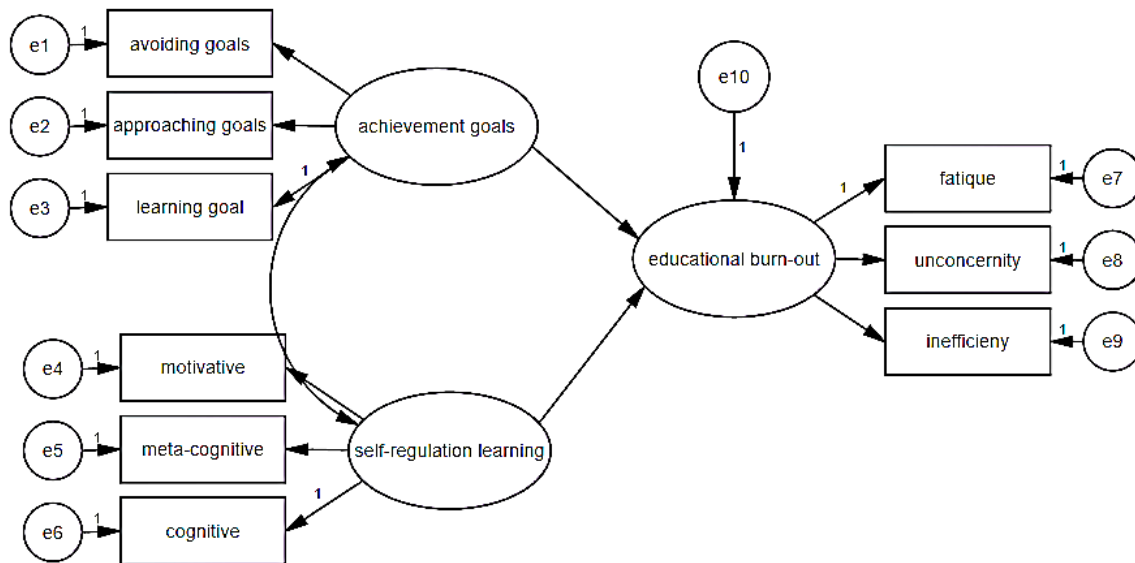 e1
1
avoiding goals
e2
1
approaching goals
e3
1
learning goal
1
achievement goals
e10
1
educational burn-out
1
fatique
1
e7
unconcernity
1
e8
inefficieny
1
e9
e4
1
motivative
e5
1
meta-cognitive
self-regulation learning
e6
1
cognitive
1